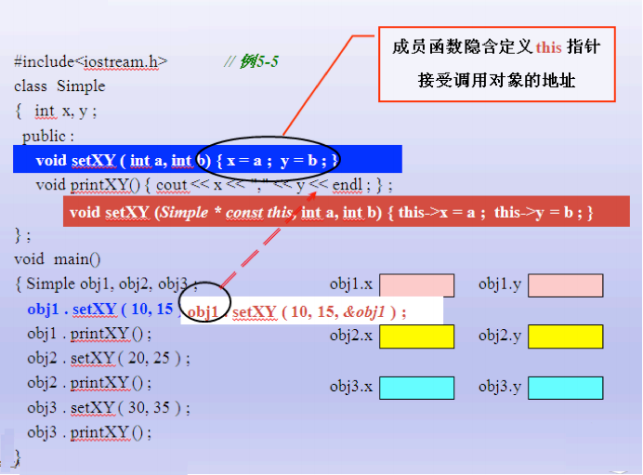 成员函数隐含定义this 指针
接受调用对象的地址
#include<iostream.h> // 例5-5
class Simple
{ int x, y ;
public :
void setXY ( int a, int b) { x = a ; y = b ; }
void printXY() { cout << x << "," << y << endl ; } ;
void setXY (Simple * const this, int a, int b) { this->x = a ; this->y = b ; }
} ;
void main()
{ Simple obj1, obj2, obj3 ;
obj1 . setXY ( 10, 15
obj1 . setXY ( 10, 15, &obj1 ) ;
obj1 . printXY () ;
obj2 . setXY ( 20, 25 ) ;
obj2 . printXY () ;
obj3 . setXY ( 30, 35 ) ;
obj3 . printXY () ;
}
obj1.x obj1.y
obj2.x obj2.y
obj3.x obj3.y